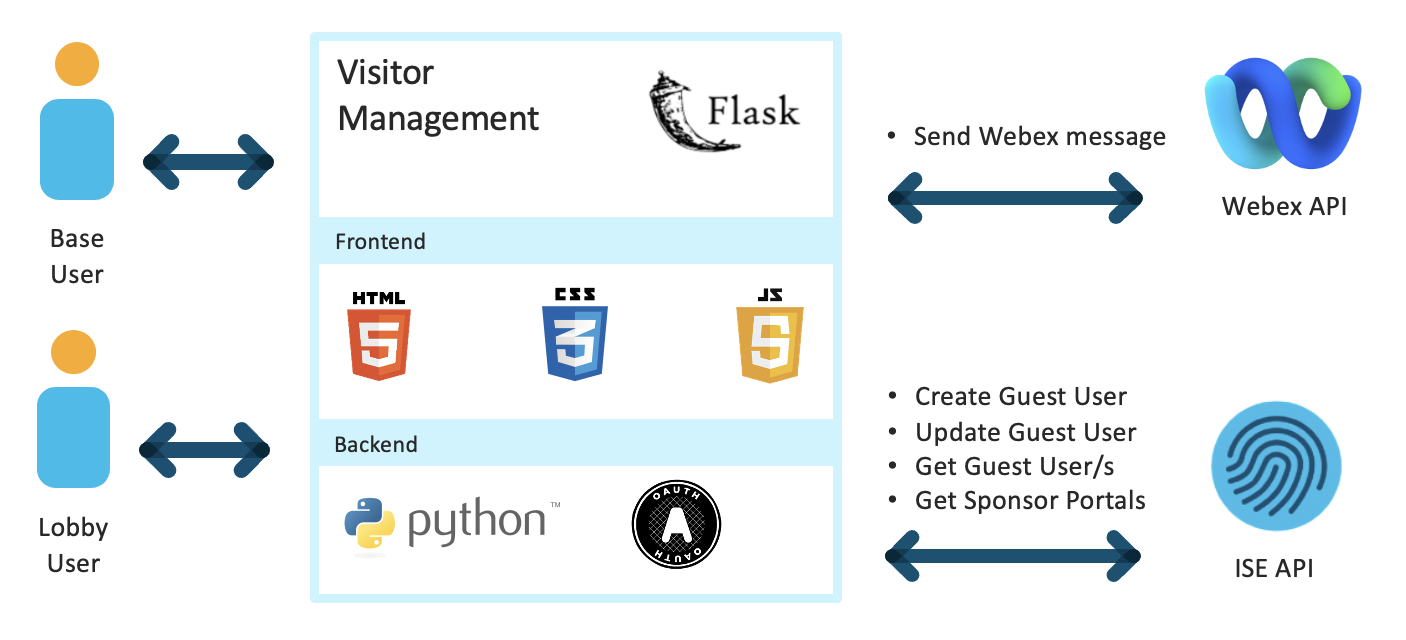 Visitor
Management
Flask
Base
User
• Send Webex message
Webex API
Frontend
HTML
5
CSS
3
JS
5
Lobby
User
Backend
python™
OAUTH
A
OAUTH
• Create Guest User
• Update Guest User
• Get Guest User/s
• Get Sponsor Portals
ISE API